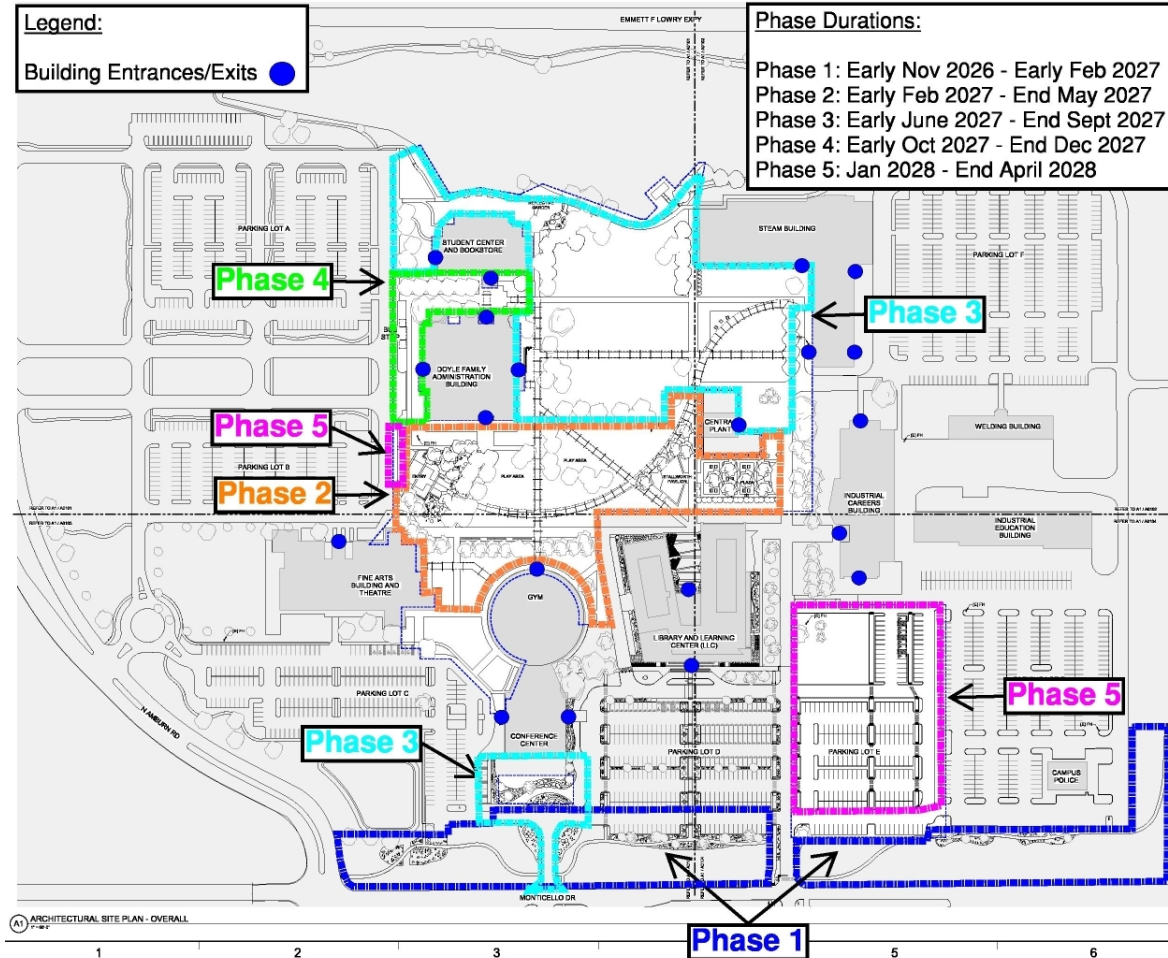 Legend:
Building Entrances/Exits
EMMETT F LOWRY EXPY
Phase Durations:
Phase 1: Early Nov 2026 - Early Feb 2027
Phase 2: Early Feb 2027 - End May 2027
Phase 3: Early June 2027 - End Sept 2027
Phase 4: Early Oct 2027 - End Dec 2027
Phase 5: Jan 2028 - End April 2028
PARKING LOT A
STUDENT CENTER
AND BOOKSTORE
STEAM BUILDING
PARKING LOT F
Phase 4
Phase 3
DOYLE FAMILY
ADMINISTRATION
BUILDING
Phase 5
PARKING LOT B
Phase 2
ENTRY
PLAY AREA
PLAY AREA
STALLWORTH
PAVILION
PLAZA
WELDING BUILDING
INDUSTRIAL
CAREERS
BUILDING
INDUSTRIAL
EDUCATION
BUILDING
FINE ARTS
BUILDING AND
THEATRE
GYM
LIBRARY AND LEARNING
CENTER (LLC)
PARKING LOT C
Phase 5
N AMBURN RD
Phase 3
CONFERENCE
CENTER
PARKING LOT D
PARKING LOT E
CAMPUS
POLICE
MONTICELLO DR
Phase 1
A1 ARCHITECTURAL SITE PLAN - OVERALL
1 2 3 5 6